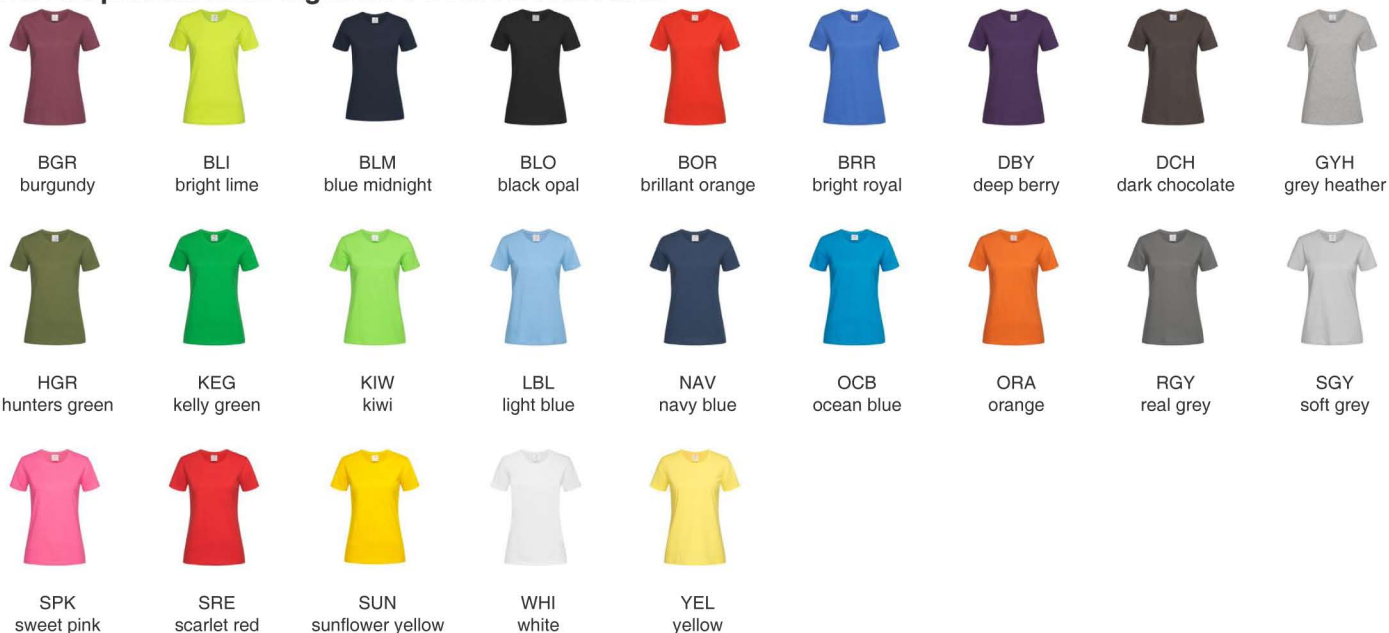 BGR BLI BLM BLO BOR BRR DBY DCH GYH
burgundy bright lime blue midnight black opal brillant orange bright royal deep berry dark chocolate grey heather
HGR KEG KIW LBL NAV OCB ORA RGY SGY
hunters green kelly green kiwi light blue navy blue ocean blue orange real grey soft grey
SPK SRE SUN WHI YEL
sweet pink scarlet red sunflower yellow white yellow